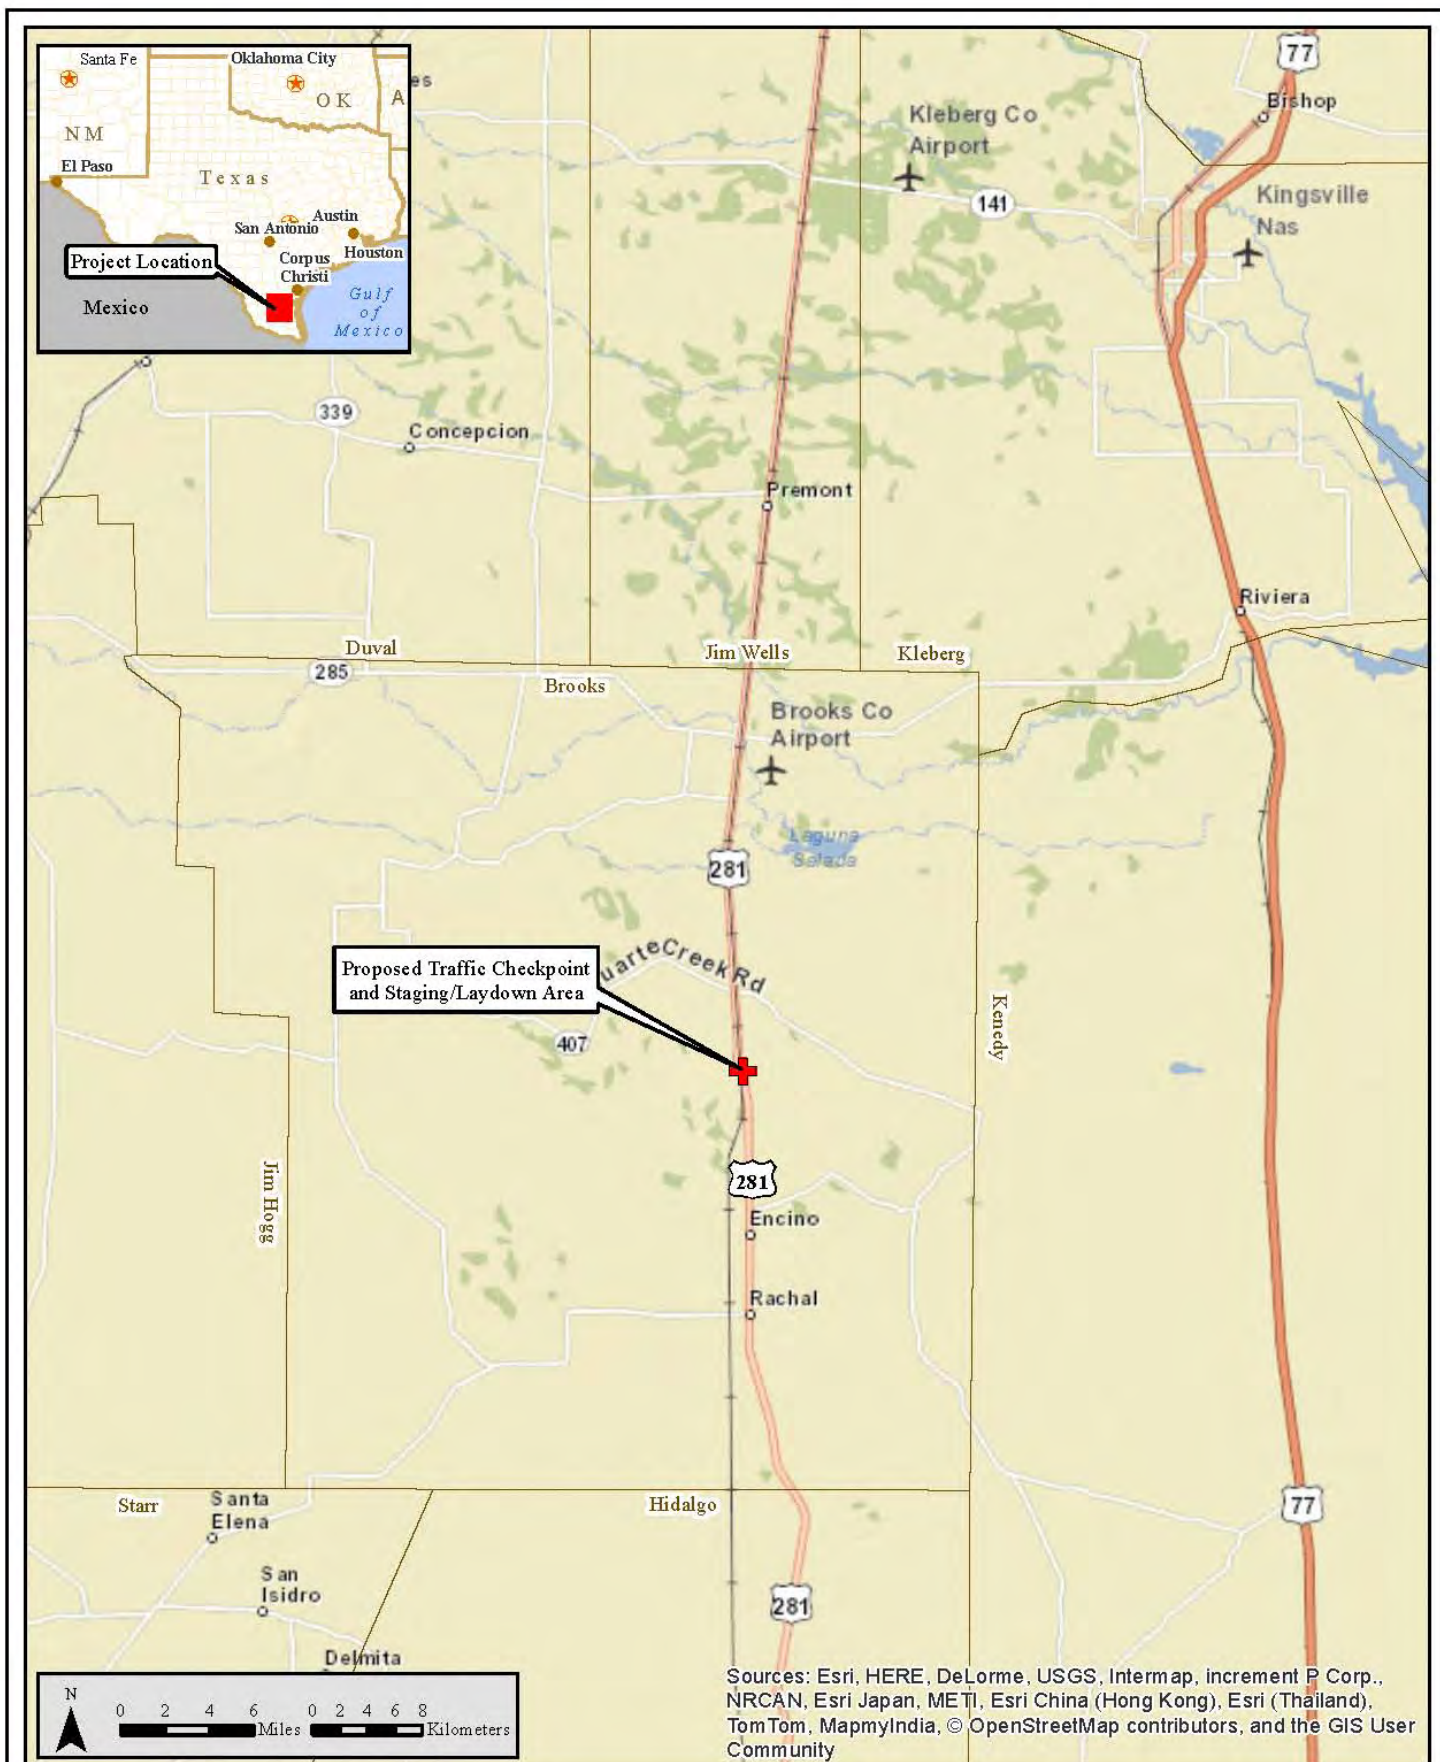 Santa Fe
Oklahoma City
OK
A
NM
El Paso
Texas
Austin
San Antonio
Houston
Corpus
Christi
Project Location
Gulf
of
Mexico
Mexico
es
77
Bishop
Kleberg Co
Airport
141
Kingsville
Nas
339
Concepcion
Premont
Riviera
Duval
Jim Wells
Kleberg
285
Brooks
Brooks Co
Airport
Laguna
Salada
281
uarteCreek Rd
Proposed Traffic Checkpoint
and Staging/Laydown Area
407
Kenedy
Jim Hogg
281
Encino
Rachal
Starr
Hidalgo
Santa
Elena
77
San
Isidro
281
Delmita
N
0 2 4 6 Miles
0 2 4 6 8 Kilometers
Sources: Esri, HERE, DeLorme, USGS, Intermap, increment P Corp.,
NRCAN, Esri Japan, METI, Esri China (Hong Kong), Esri (Thailand),
TomTom, MapmyIndia, © OpenStreetMap contributors, and the GIS User
Community